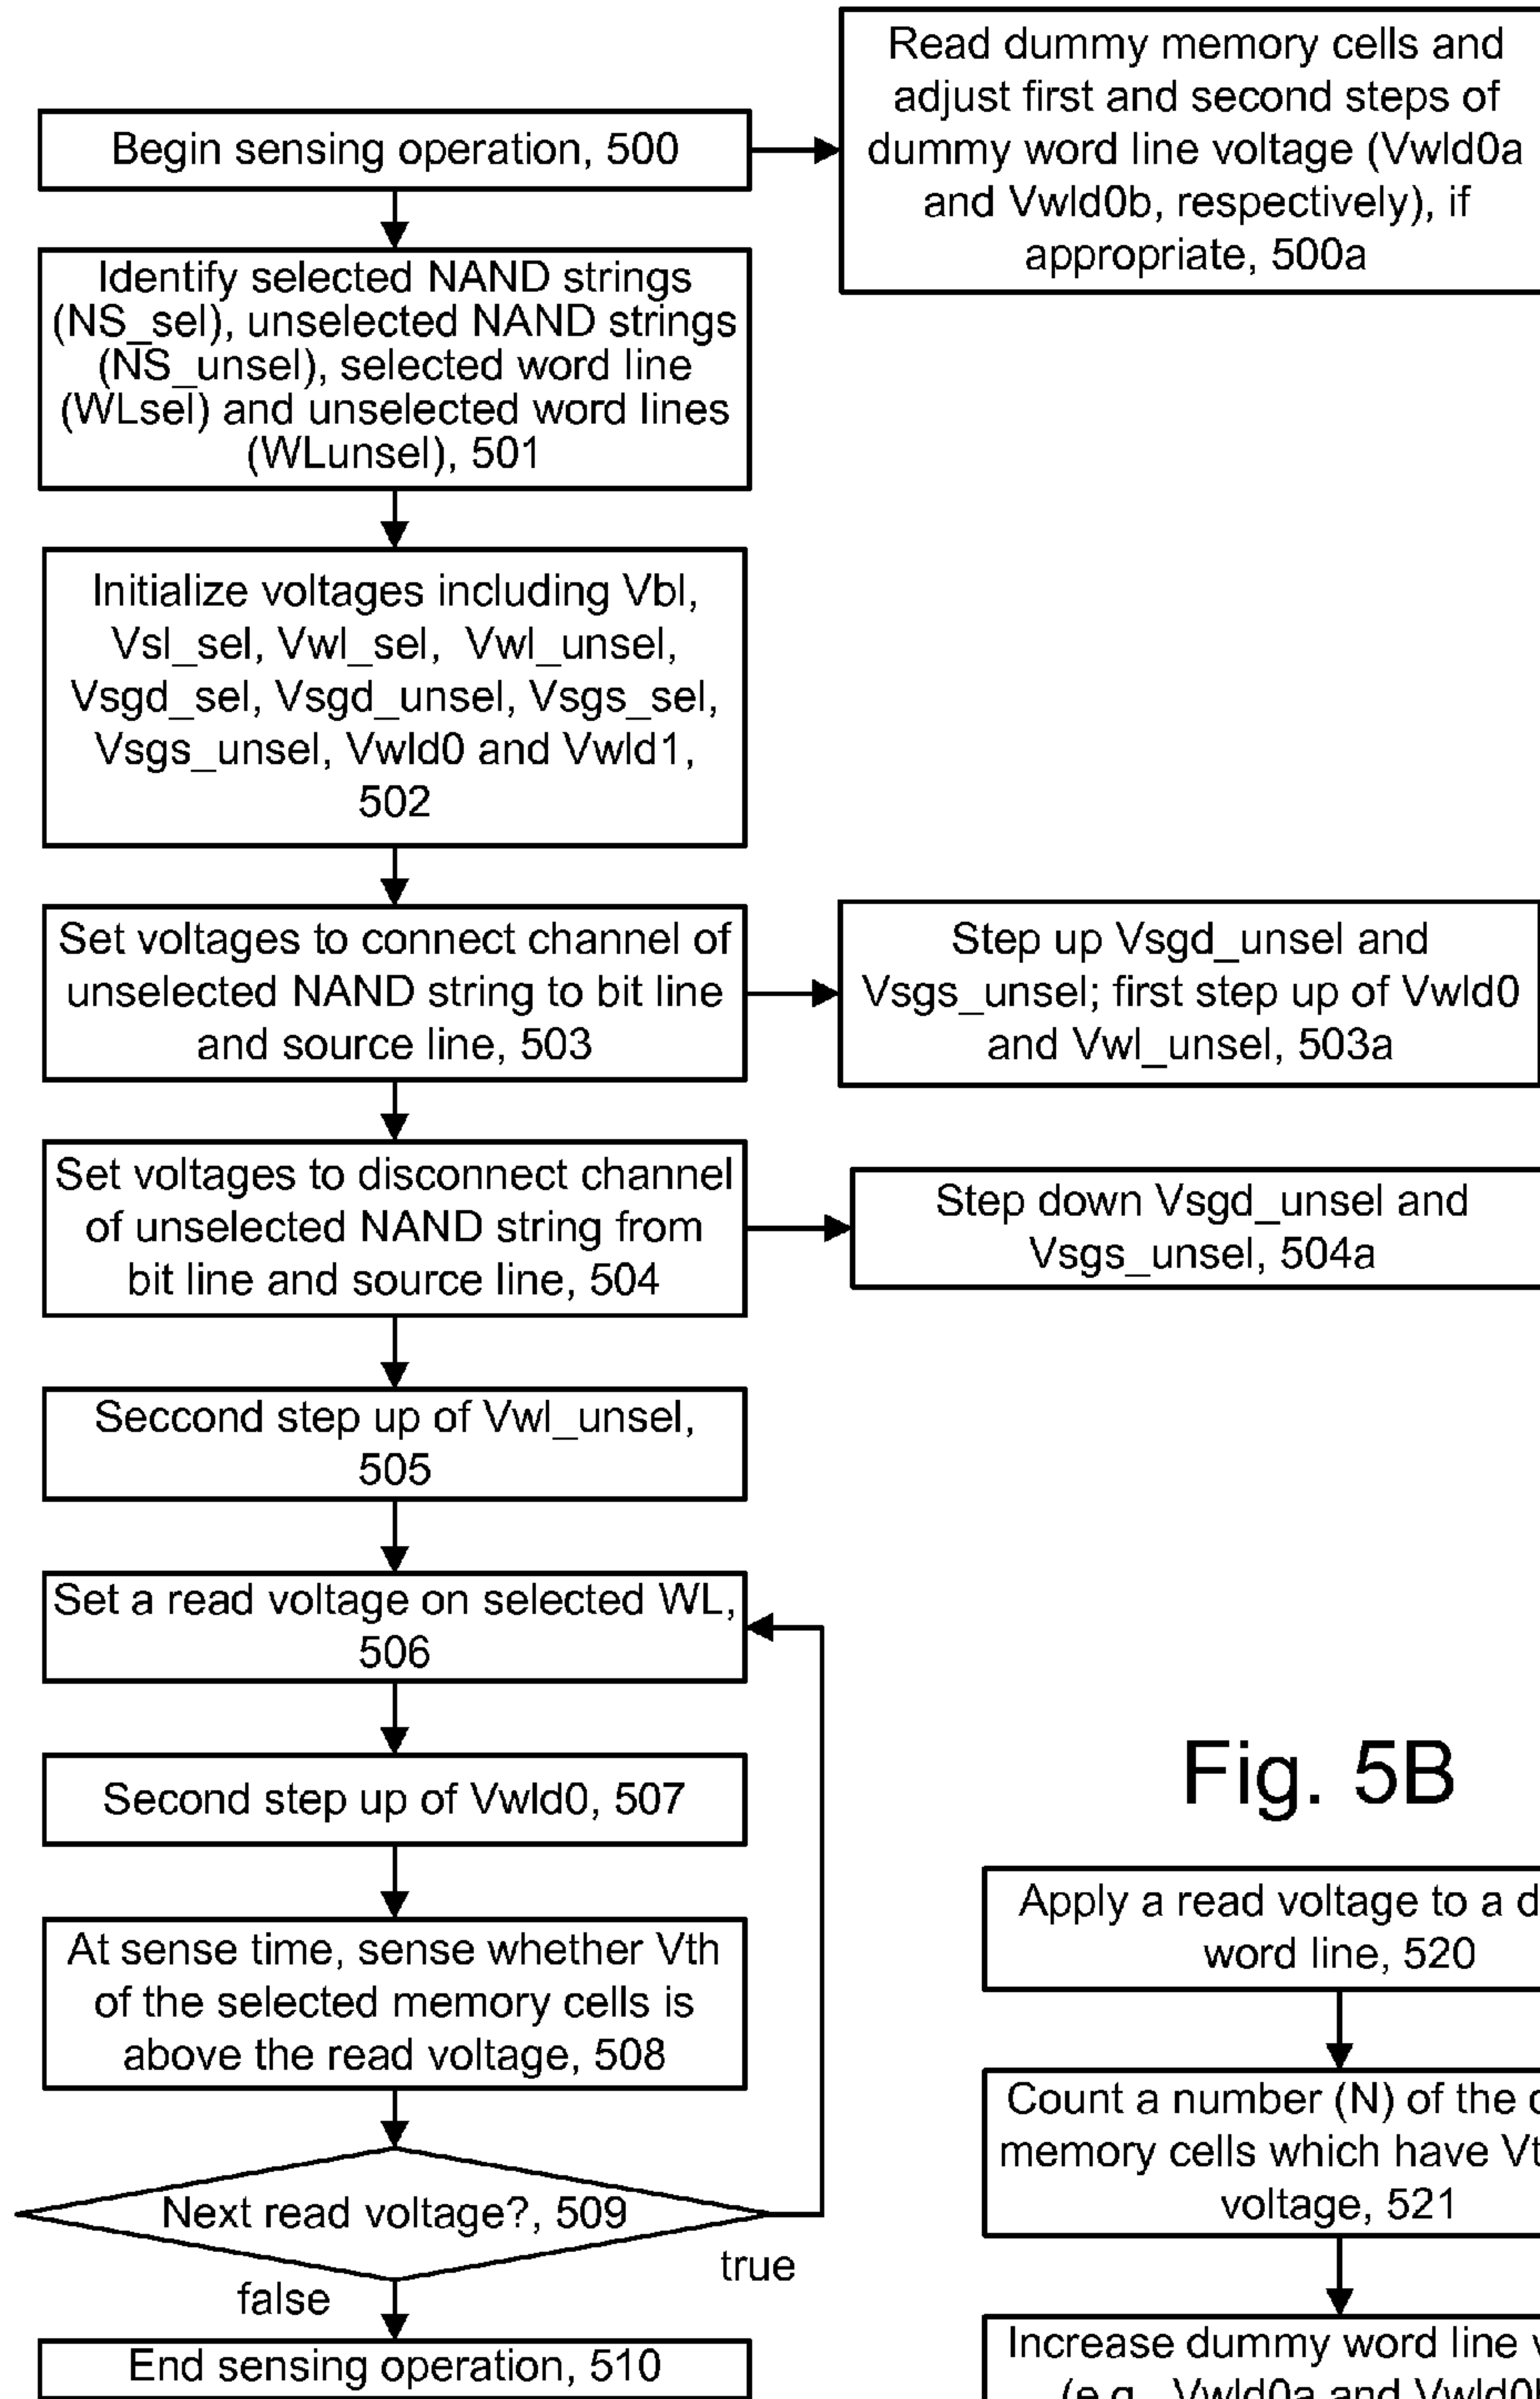 Begin sensing operation, 500
Read dummy memory cells and
adjust first and second steps of
dummy word line voltage (Vwld0a
and Vwld0b, respectively), if
appropriate, 500a
Identify selected NAND strings
(NS_sel), unselected NAND strings
(NS_unsel), selected word line
(WLsel) and unselected word lines
(WLunsel), 501
Initialize voltages including Vbl,
Vsl_sel, Vwl_sel, Vwl_unsel,
Vsgd_sel, Vsgd_unsel, Vsgs_sel,
Vsgs_unsel, Vwld0 and Vwld1,
502
Set voltages to connect channel of
unselected NAND string to bit line
and source line, 503
Step up Vsgd_unsel and
Vsgs_unsel; first step up of Vwld0
and Vwl_unsel, 503a
Set voltages to disconnect channel
of unselected NAND string from
bit line and source line, 504
Step down Vsgd_unsel and
Vsgs_unsel, 504a
Seccond step up of Vwl_unsel,
505
Set a read voltage on selected WL,
506
Second step up of Vwld0, 507
At sense time, sense whether Vth
of the selected memory cells is
above the read voltage, 508
Next read voltage?, 509
true
false
End sensing operation, 510
Fig. 5B
Apply a read voltage to a
word line, 520
Count a number (N) of the
memory cells which have
voltage, 521
Increase dummy word line
(e.g., Vwld0a and